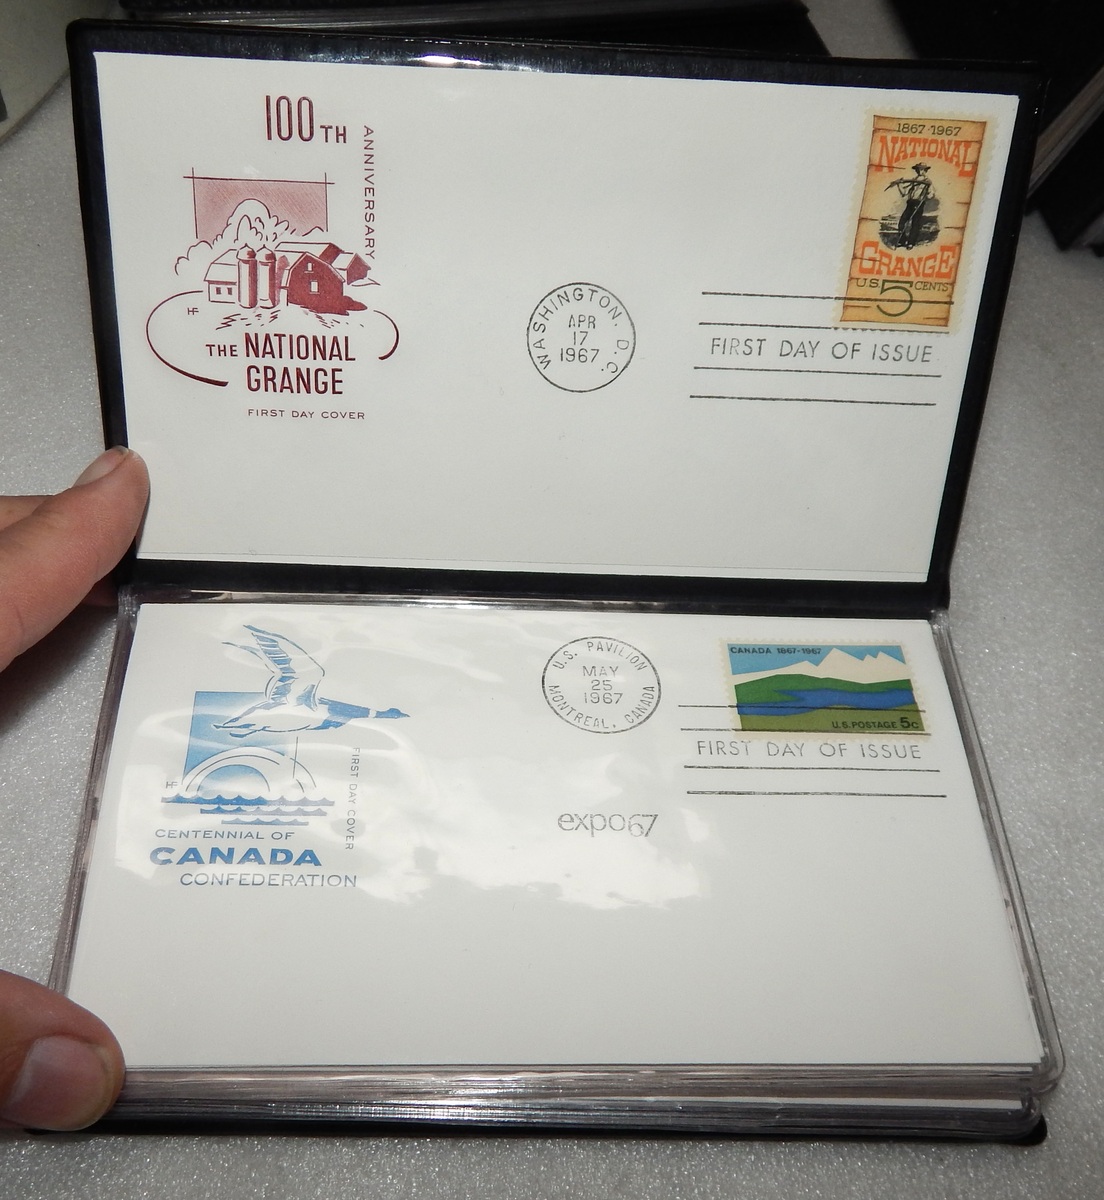 100TH
ANNIVERSARY
HF
THE NATIONAL
GRANGE
FIRST DAY COVER
WASHINGTON, D.C.
APR
17
1967
1867-1967
NATIONAL
GRANGE
U.S. 5 CENTS
FIRST DAY OF ISSUE
HF
FIRST DAY COVER
CENTENNIAL OF
CANADA
CONFEDERATION
U.S. PAVILION
MAY
25
1967
MONTREAL, CANADA
expo67
CANADA 1867-1967
U.S. POSTAGE 5c
FIRST DAY OF ISSUE